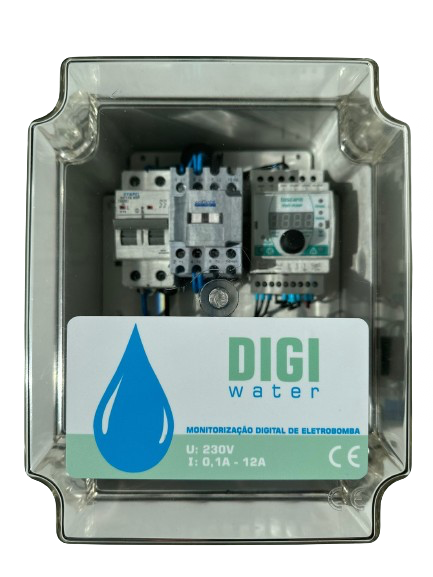 DIGI
water
MONITORIZAÇÃO DIGITAL DE ELETROBOMBA
U: 230V
I: 0,1A - 12A
CE